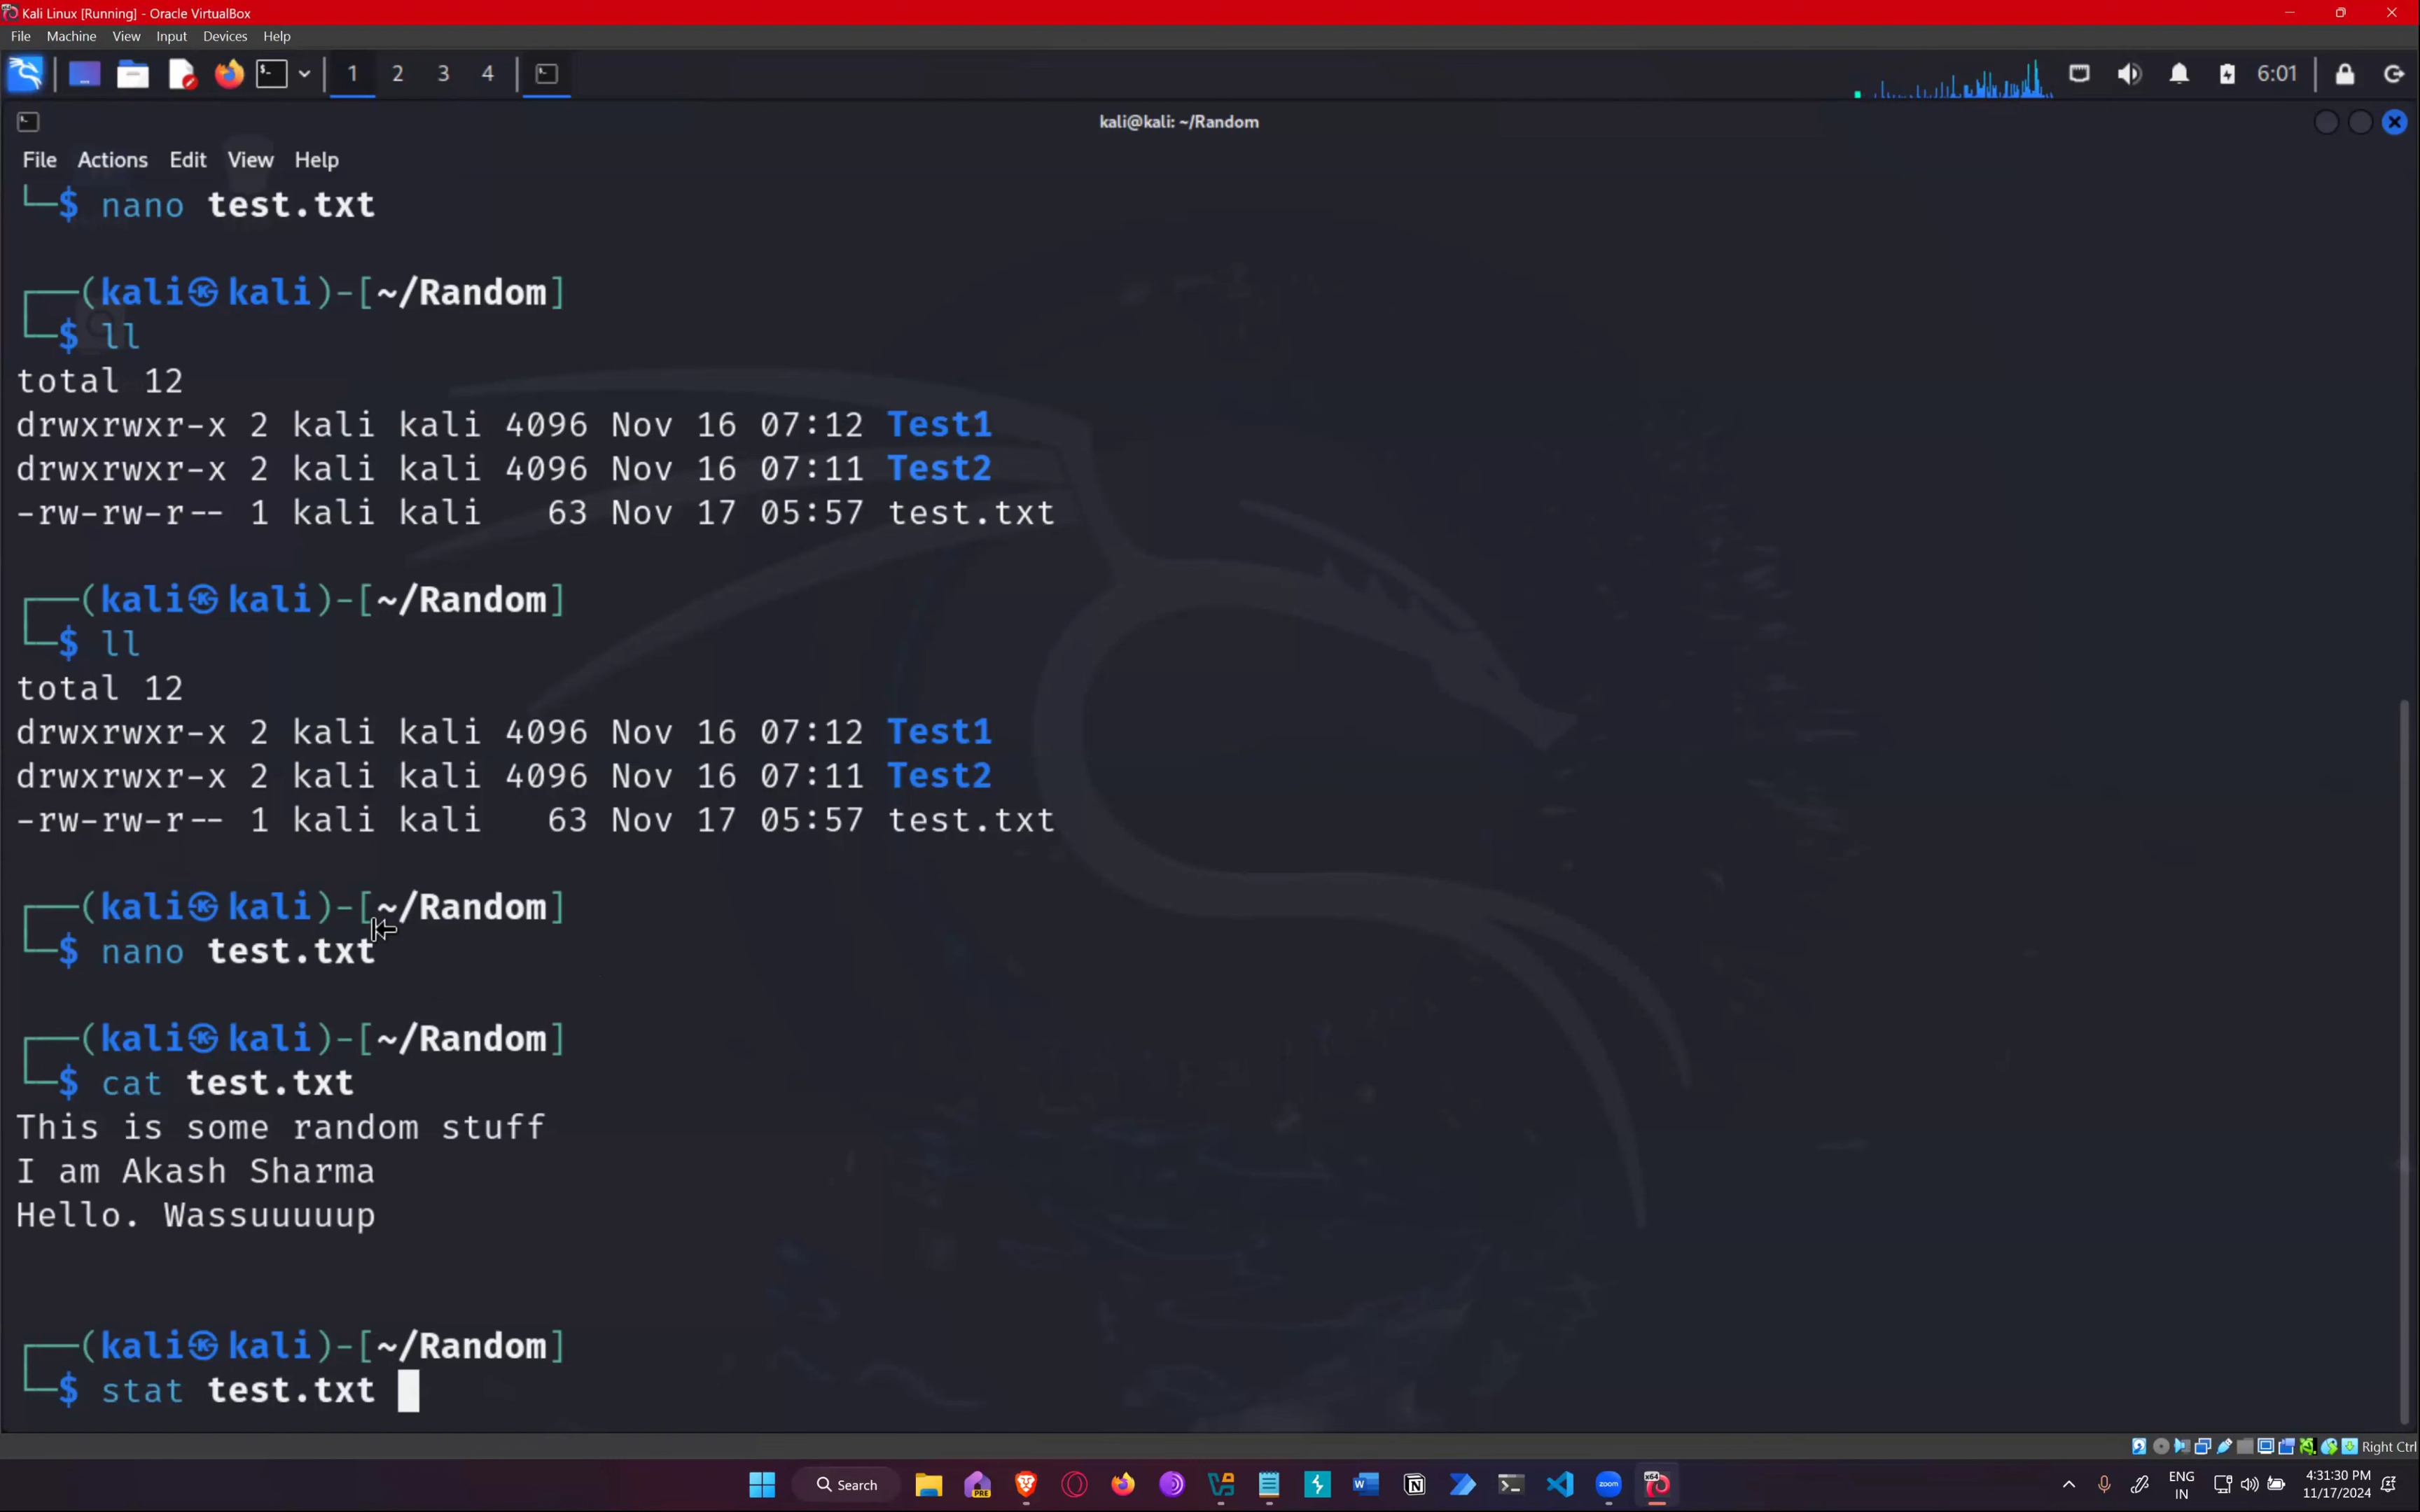 Kali Linux [Running] - Oracle VirtualBox
File Machine View Input Devices Help
1 2 3 4 6:01
kali@kali: ~/Random
File Actions Edit View Help
└─$ nano test.txt
┌──(kali㉿kali)-[~/Random]
└─$ ll
total 12
drwxrwxr-x 2 kali kali 4096 Nov 16 07:12 Test1
drwxrwxr-x 2 kali kali 4096 Nov 16 07:11 Test2
-rw-rw-r-- 1 kali kali   63 Nov 17 05:57 test.txt
┌──(kali㉿kali)-[~/Random]
└─$ ll
total 12
drwxrwxr-x 2 kali kali 4096 Nov 16 07:12 Test1
drwxrwxr-x 2 kali kali 4096 Nov 16 07:11 Test2
-rw-rw-r-- 1 kali kali   63 Nov 17 05:57 test.txt
┌──(kali㉿kali)-[~/Random]
└─$ nano test.txt
┌──(kali㉿kali)-[~/Random]
└─$ cat test.txt
This is some random stuff
I am Akash Sharma
Hello. Wassuuuuup
┌──(kali㉿kali)-[~/Random]
└─$ stat test.txt
Right Ctrl
Search PRE zoom x64 ENG IN 4:31:30 PM
11/17/2024